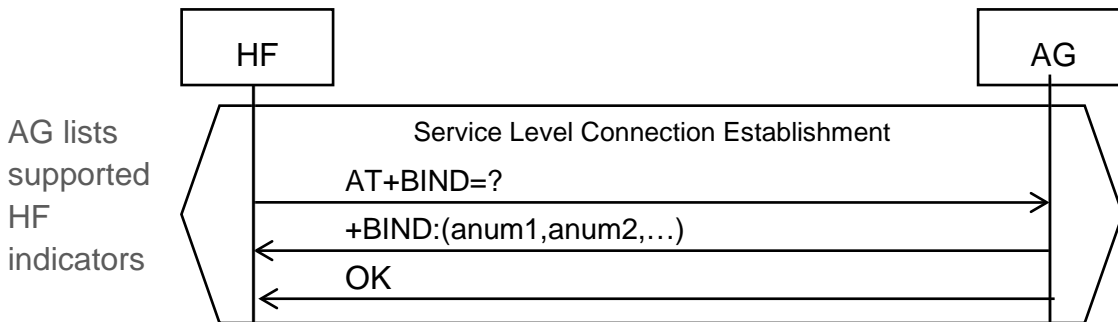 HF
AG
AG lists
supported
HF
indicators
Service Level Connection Establishment
AT+BIND=?
+BIND:(anum1,anum2,…)
OK